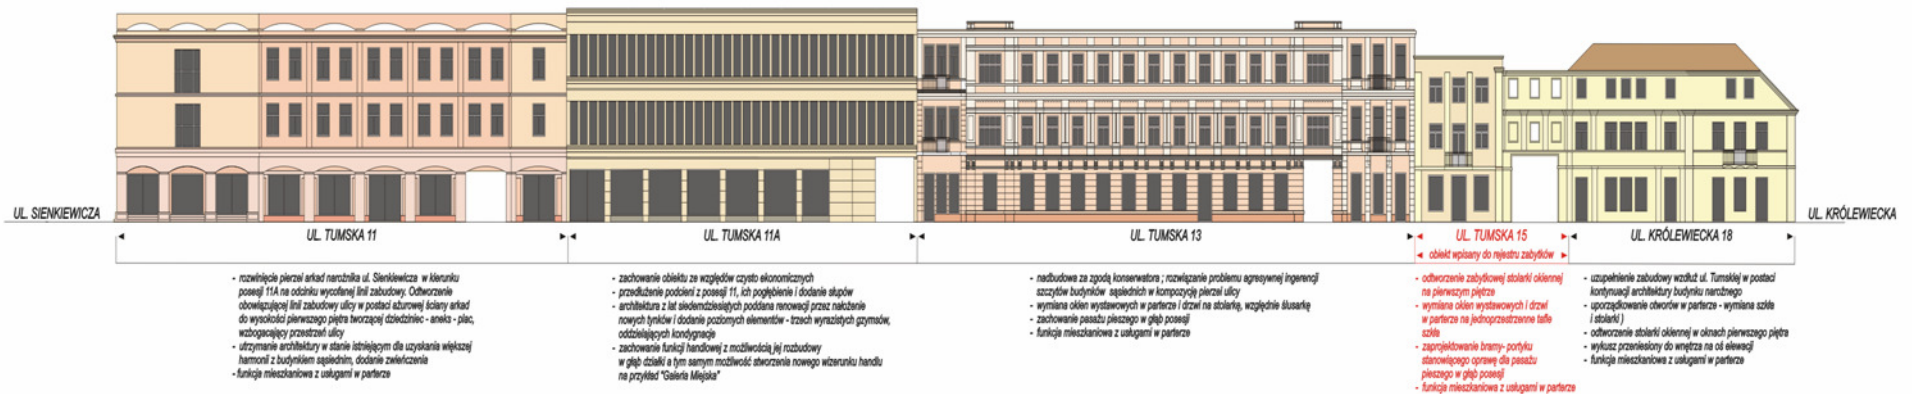 UL. SIENKIEWICZA
UL. KRÓLEWIECKA
UL. TUMSKA 11
UL. TUMSKA 11A
UL. TUMSKA 13
UL. TUMSKA 15
UL. KRÓLEWIECKA 18
obiekt wpisany do rejestru zabytków
- rozwinięcie pierzei arkad narożnika ul. Sienkiewicza w kierunku
posesji 11A na odcinku wycofanej linii zabudowy. Odtworzenie
obowiązującej linii zabudowy ulicy w postaci ażurowej ściany arkad
do wysokości pierwszego piętra tworzącej dziedziniec - aneks - plac,
wzbogacający przestrzeń ulicy
- utrzymanie architektury w stanie istniejącym dla uzyskania większej
harmonii z budynkiem sąsiednim, dodanie zwieńczenia
- funkcja mieszkaniowa z usługami w parterze
- zachowanie obiektu ze względów czysto ekonomicznych
- przedłużenie podcieni z posesji 11, ich pogłębienie i dodanie słupów
- architektura z lat siedemdziesiątych poddana renowacji przez nałożenie
nowych tynków i dodanie poziomych elementów - trzech wyrazistych gzymsów,
oddzielających kondygnacje
- zachowanie funkcji handlowej z możliwością jej rozbudowy
w głąb działki a tym samym możliwość stworzenia nowego wizerunku handlu
na przykład "Galeria Miejska"
- nadbudowa za zgodą konserwatora ; rozwiązanie problemu agresywnej ingerencji
szczytów budynków sąsiednich w kompozycję pierzei ulicy
- wymiana okien wystawowych w parterze i drzwi na stolarkę, względnie ślusarkę
- zachowanie pasażu pieszego w głąb posesji
- funkcja mieszkaniowa z usługami w parterze
- odtworzenie zabytkowej stolarki okiennej
na pierwszym piętrze
- wymiana okien wystawowych i drzwi
w parterze na jednoprzestrzenne tafle
szkła
- zaprojektowanie bramy- portyku
stanowiącego oprawę dla pasażu
pieszego w głąb posesji
- funkcja mieszkaniowa z usługami w parterze
- uzupełnienie zabudowy wzdłuż ul. Tumskiej w postaci
kontynuacji architektury budynku narożnego
- uporządkowanie otworów w parterze - wymiana szkła
i stolarki )
- odtworzenie stolarki okiennej w oknach pierwszego piętra
- wykusz przeniesiony do wnętrza na oś elewacji
- funkcja mieszkaniowa z usługami w parterze